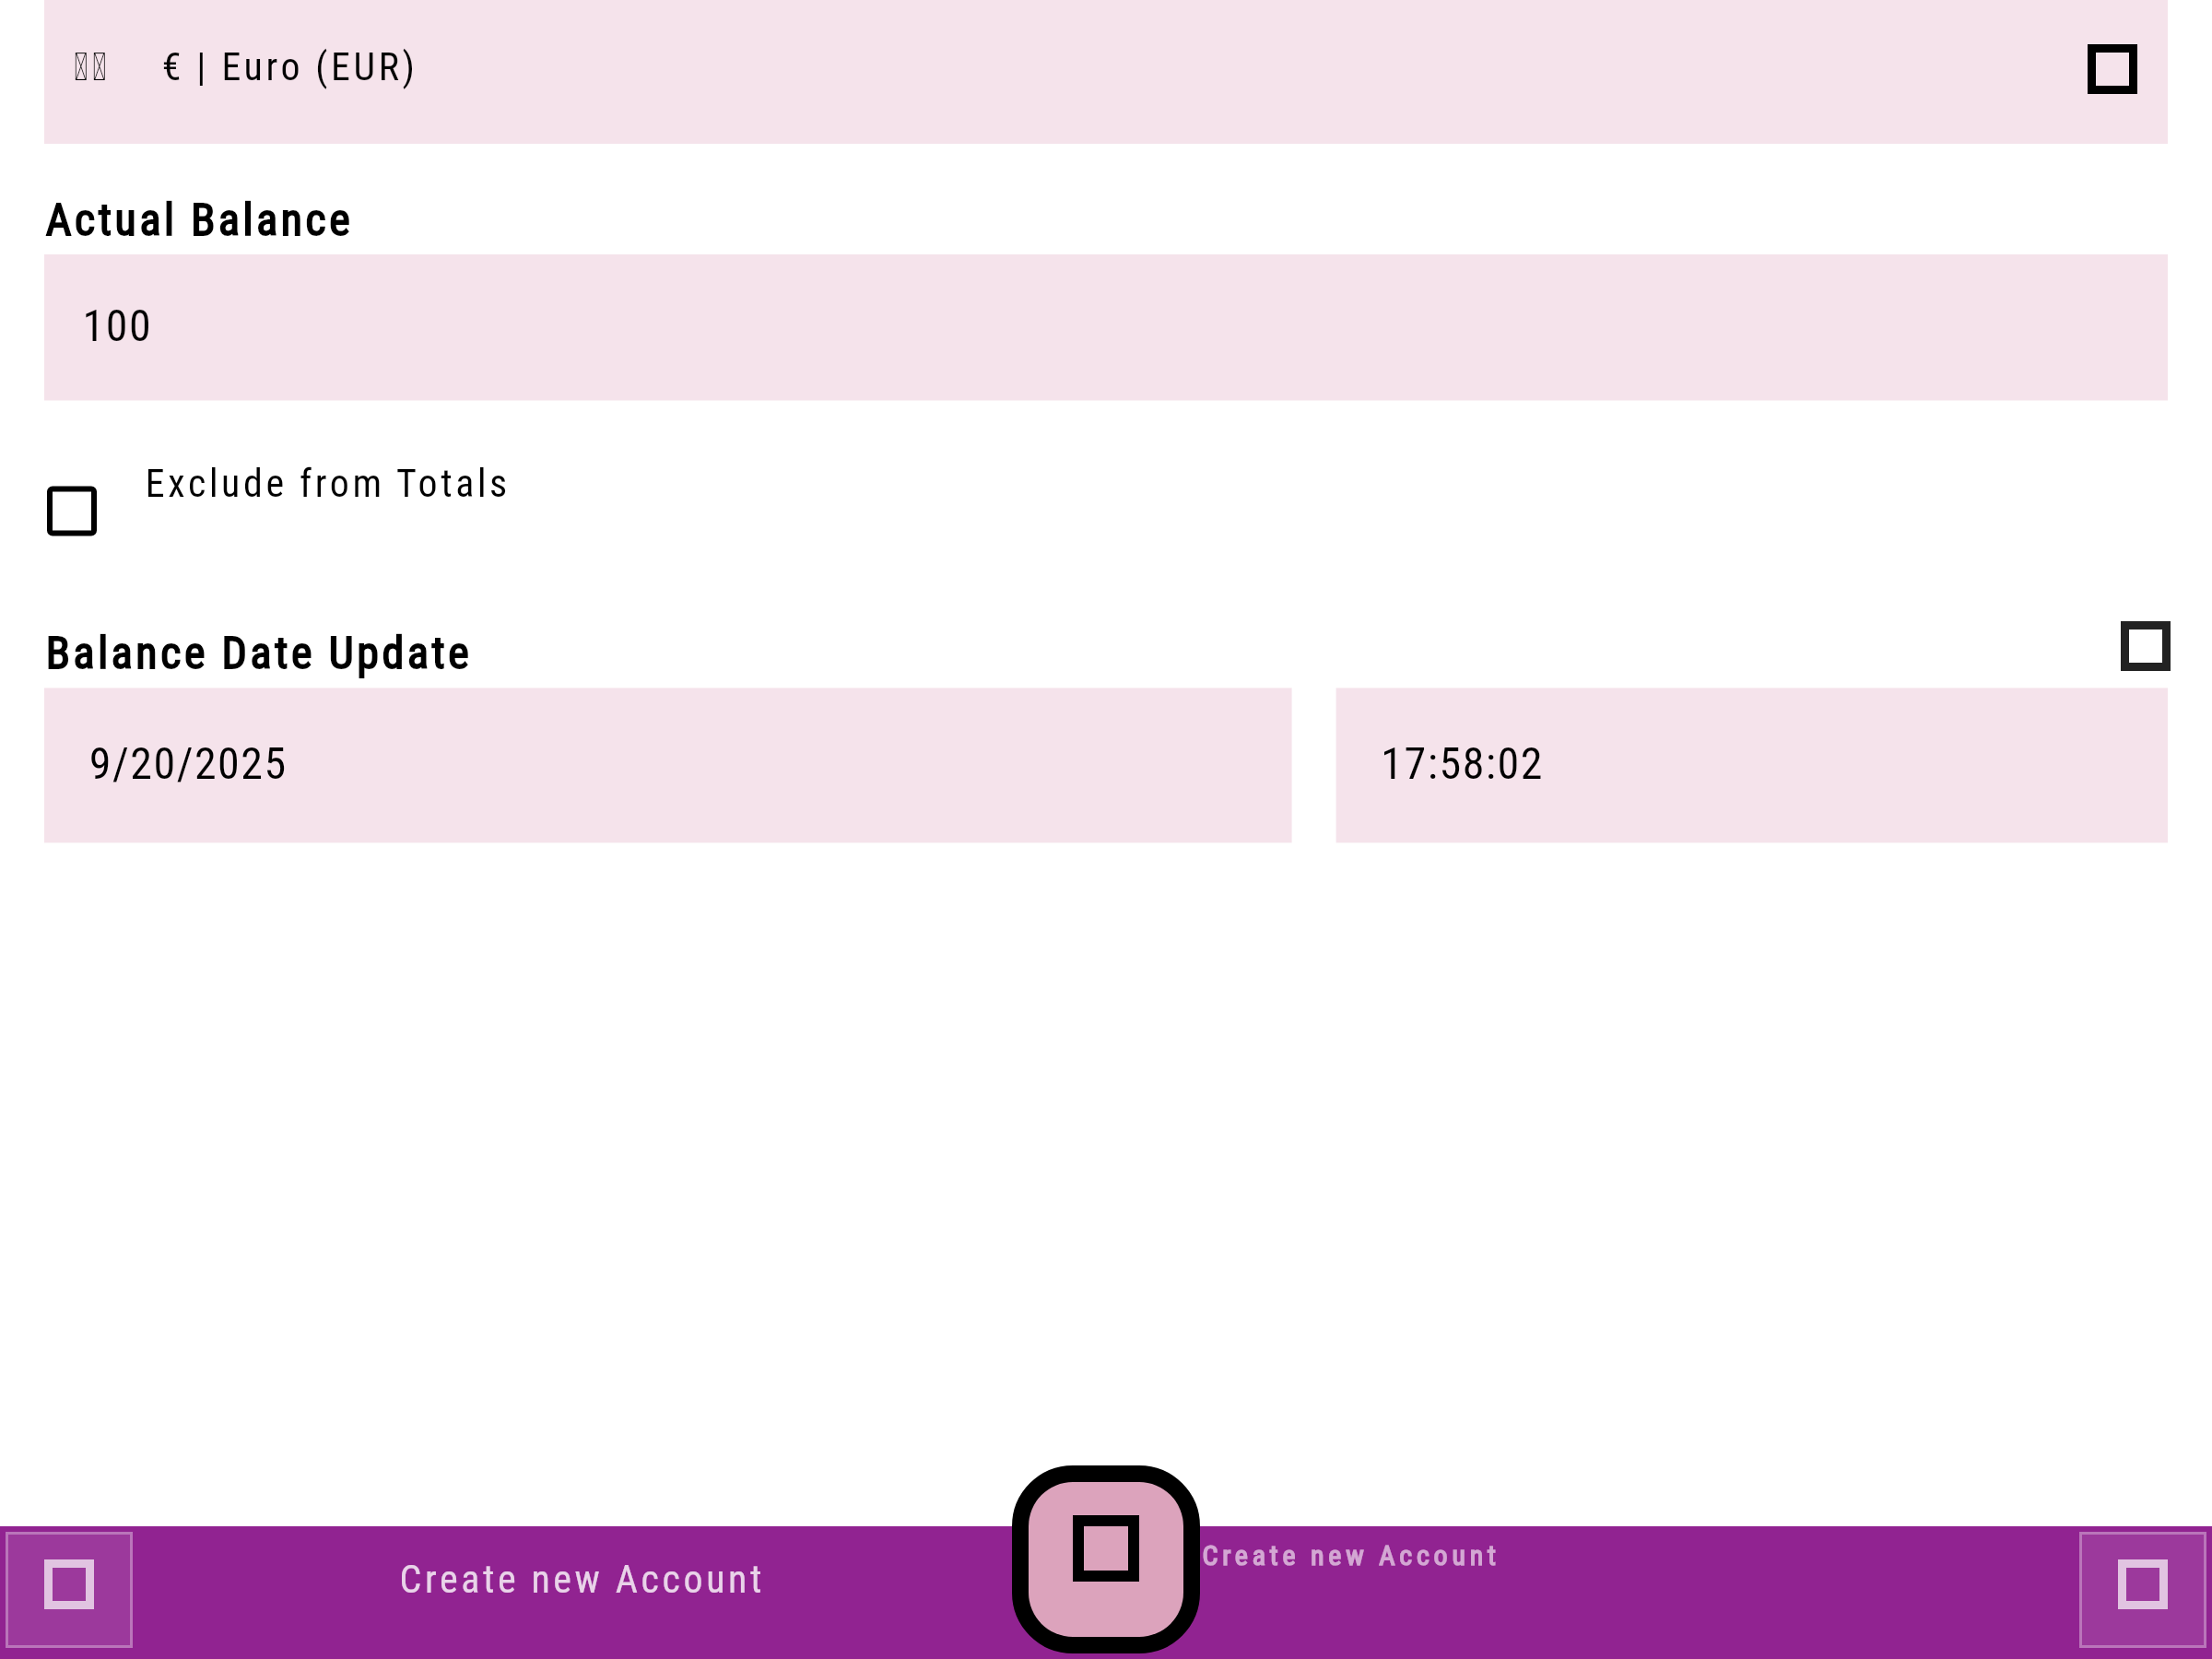 € | Euro (EUR)
Actual Balance
100
Exclude from Totals
Balance Date Update
9/20/2025
17:58:02
Create new Account
Create new Account